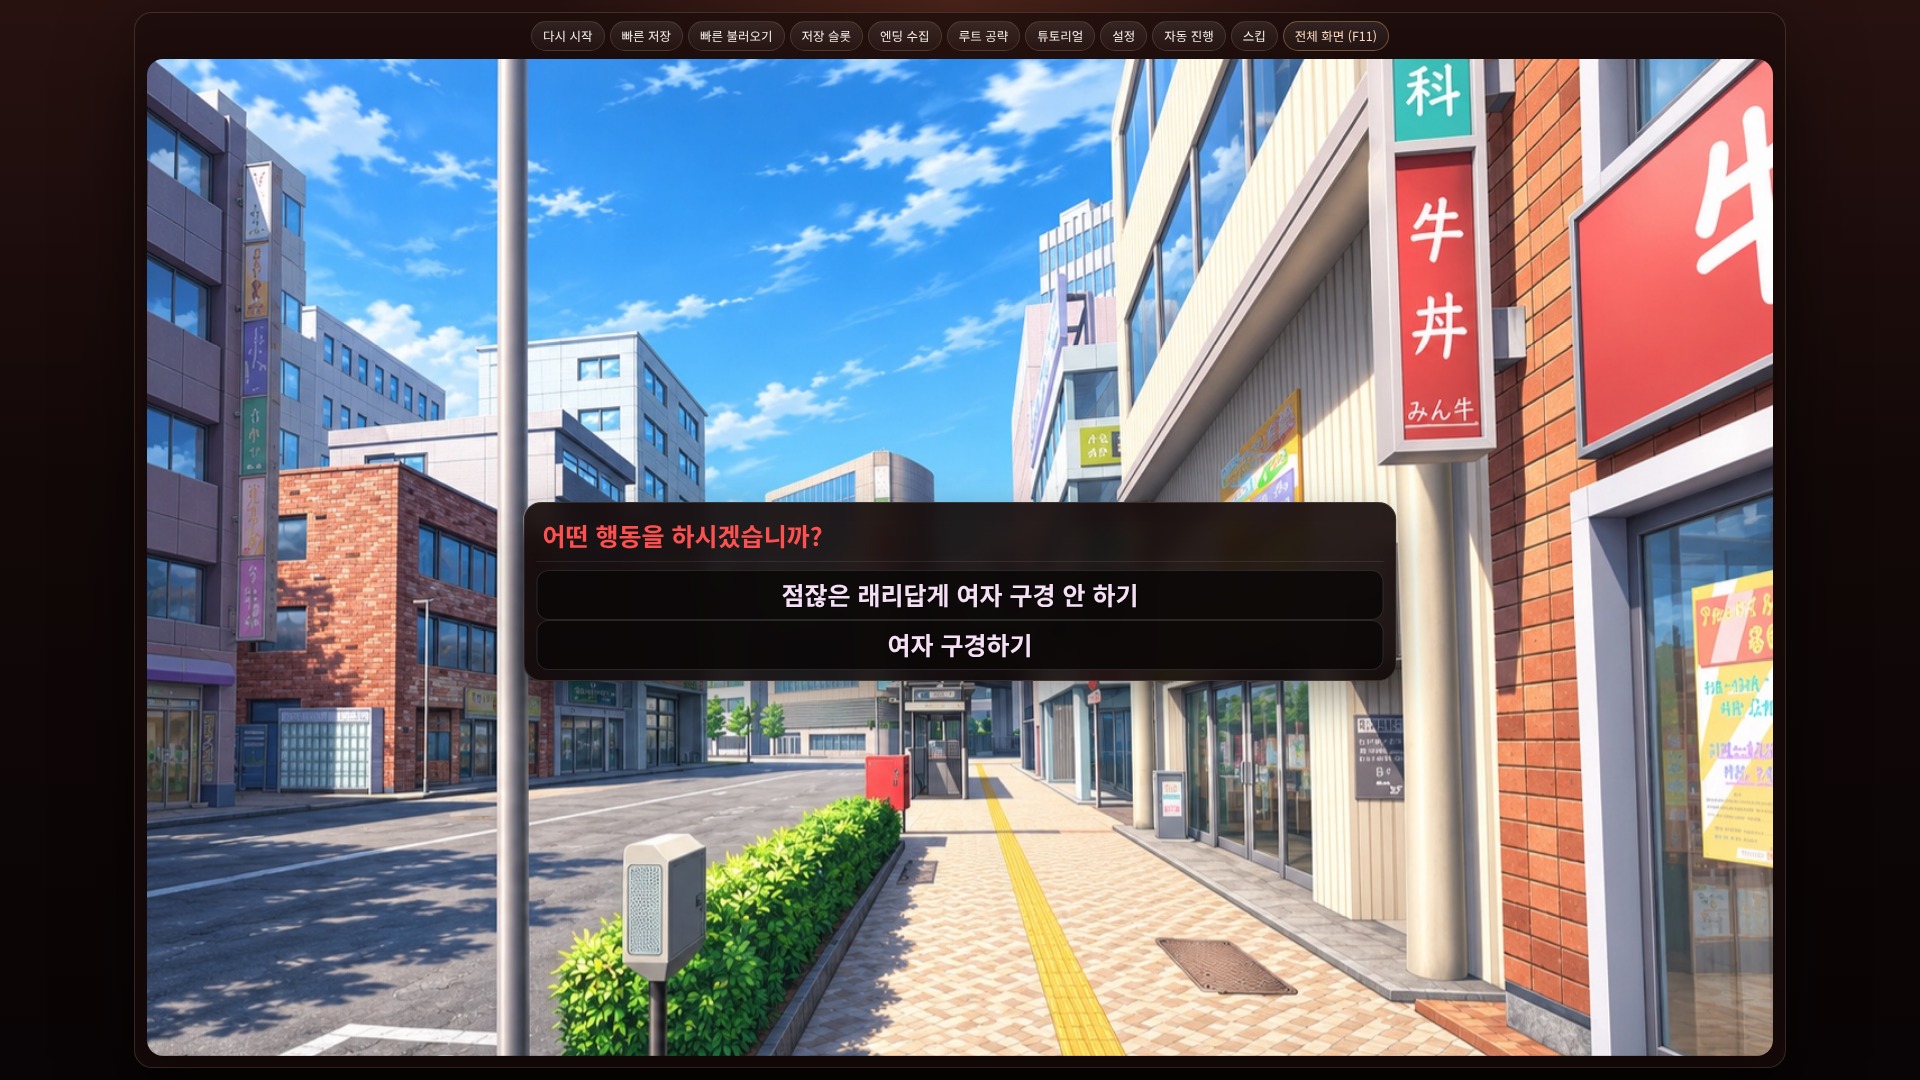 다시 시작
빠른 저장
빠른 불러오기
저장 슬롯
엔딩 수집
루트 공략
튜토리얼
설정
자동 진행
스킵
전체 화면 (F11)
科
牛丼
みん牛
牛
어떤 행동을 하시겠습니까?
점잖은 래리답게 여자 구경 안 하기
여자 구경하기